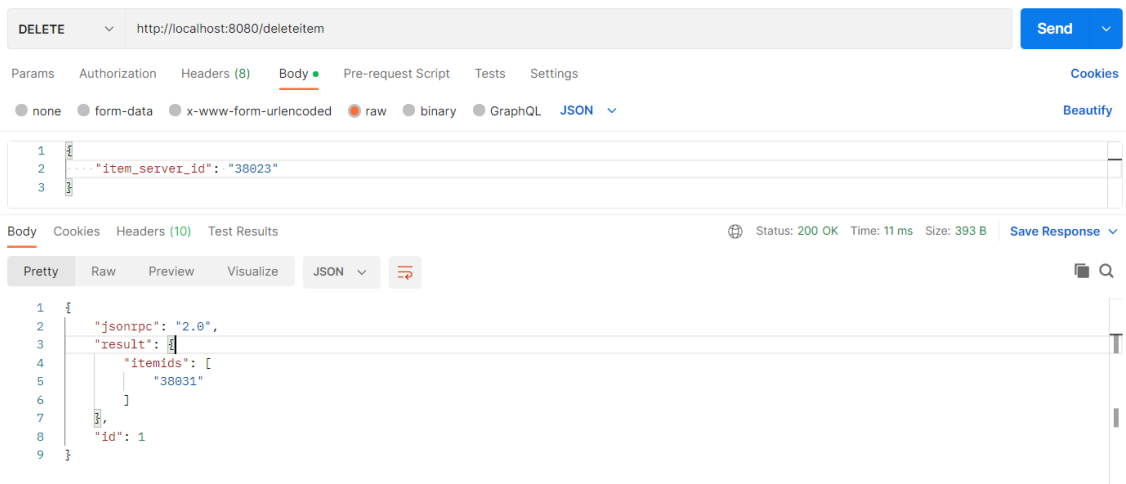 DELETE http://localhost:8080/deleteitem Send
Params Authorization Headers (8) Body Pre-request Script Tests Settings Cookies
none form-data x-www-form-urlencoded raw binary GraphQL JSON Beautify
1 {
2 ····"item_server_id":·"38023"
3 }
Body Cookies Headers (10) Test Results Status: 200 OK Time: 11 ms Size: 393 B Save Response
Pretty Raw Preview Visualize JSON
1 {
2 "jsonrpc": "2.0",
3 "result": {
4 "itemids": [
5 "38031"
6 ]
7 },
8 "id": 1
9 }